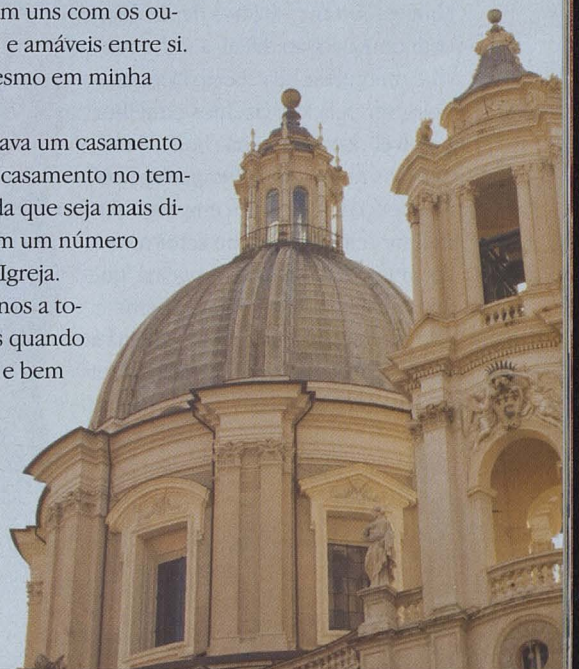 m uns com os ou-
e amáveis entre si.
esmo em minha
ava um casamento
casamento no tem-
da que seja mais di-
m um número
Igreja.
nos a to-
s quando
e bem